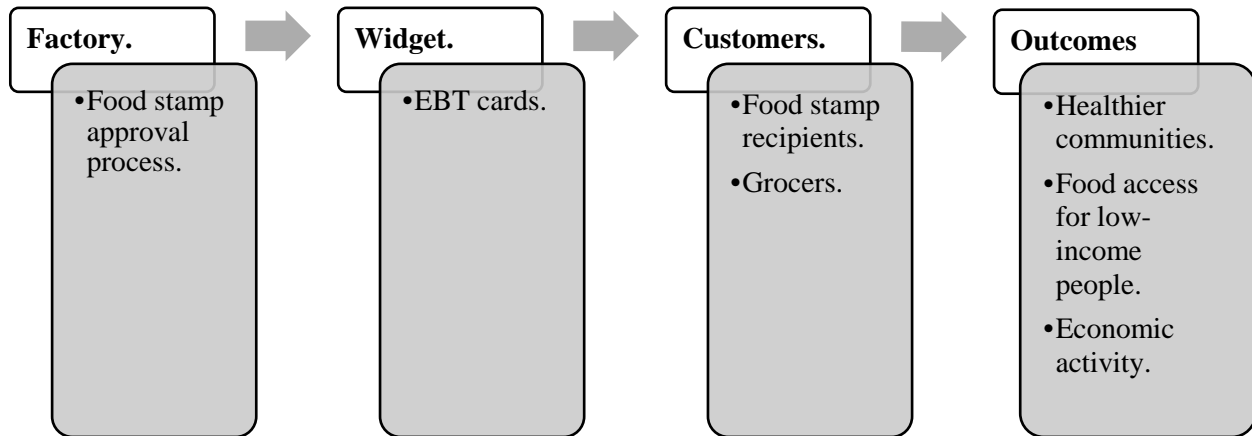 Factory.
•Food stamp
approval
process.
Widget.
•EBT cards.
Customers.
•Food stamp
recipients.
•Grocers.
Outcomes
•Healthier
communities.
•Food access
for low-
income
people.
•Economic
activity.